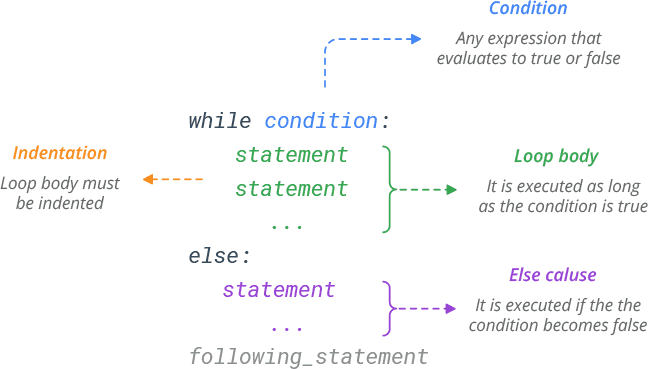 Condition
Any expression that
evaluates to true or false
while condition:
statement
statement
...
Indentation
Loop body must
be indented
Loop body
It is executed as long
as the condition is true
else:
statement
...
Else caluse
It is executed if the the
condition becomes false
following_statement